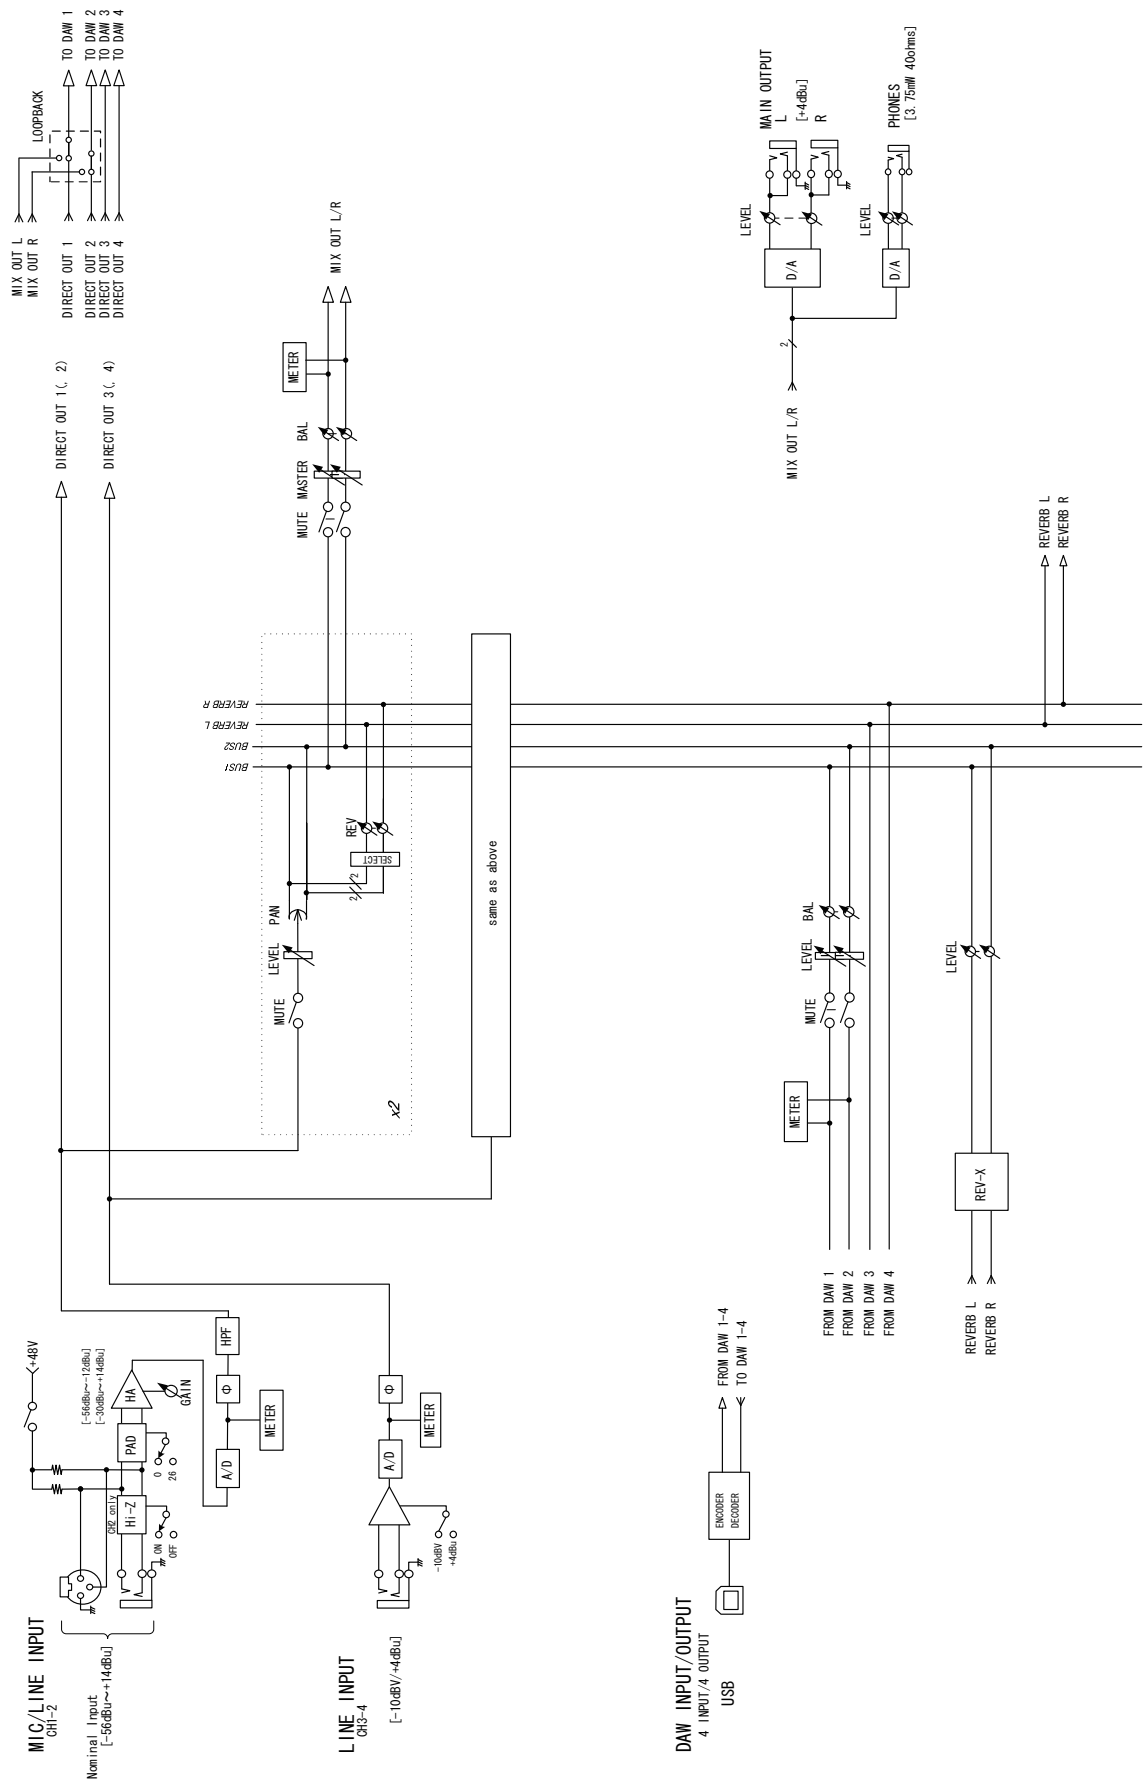 MIC/LINE INPUT
CH1-2
Nominal Input
[-56dBu~+14dBu]
+48V
CH2 only
Hi-Z
ON
OFF
PAD
0
26
[-56dBu~-12dBu]
[-30dBu~+14dBu]
HA
GAIN
A/D
METER
Φ
HPF
DIRECT OUT 1(, 2)
DIRECT OUT 3(, 4)
MIX OUT L
MIX OUT R
DIRECT OUT 1
DIRECT OUT 2
DIRECT OUT 3
DIRECT OUT 4
LOOPBACK
TO DAW 1
TO DAW 2
TO DAW 3
TO DAW 4
MUTE
LEVEL
PAN
2
2
SELECT
REV
x2
BUS1
BUS2
REVERB L
REVERB R
MUTE
MASTER
BAL
METER
MIX OUT L/R
LINE INPUT
CH3-4
[-10dBV/+4dBu]
-10dBV
+4dBu
A/D
METER
Φ
same as above
DAW INPUT/OUTPUT
4 INPUT/4 OUTPUT
USB
ENCODER
DECODER
FROM DAW 1-4
TO DAW 1-4
FROM DAW 1
FROM DAW 2
FROM DAW 3
FROM DAW 4
METER
MUTE
LEVEL
BAL
REVERB L
REVERB R
REV-X
LEVEL
REVERB L
REVERB R
MIX OUT L/R
2
D/A
LEVEL
MAIN OUTPUT
L
[+4dBu]
R
D/A
LEVEL
PHONES
[3.75mW 40ohms]